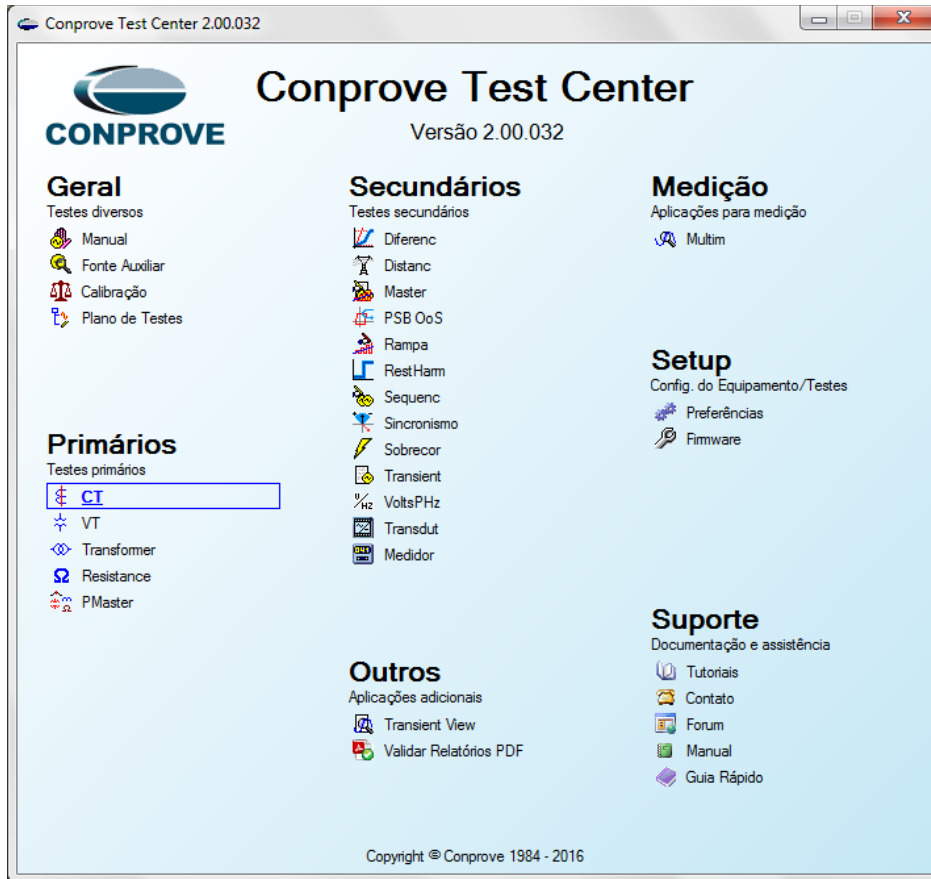 Conprove Test Center 2.00.032
CONPROVE
Conprove Test Center
Versão 2.00.032
Geral
Testes diversos
Manual
Fonte Auxiliar
Calibração
Plano de Testes
Primários
Testes primários
CT
VT
Transformer
Resistance
PMaster
Secundários
Testes secundários
Diferenc
Distanc
Master
PSB OoS
Rampa
RestHarm
Sequenc
Sincronismo
Sobrecor
Transient
VoltsPHz
Transdut
Medidor
Outros
Aplicações adicionais
Transient View
Validar Relatórios PDF
Medição
Aplicações para medição
Multim
Setup
Config. do Equipamento/Testes
Preferências
Firmware
Suporte
Documentação e assistência
Tutoriais
Contato
Forum
Manual
Guia Rápido
Copyright © Conprove 1984 - 2016